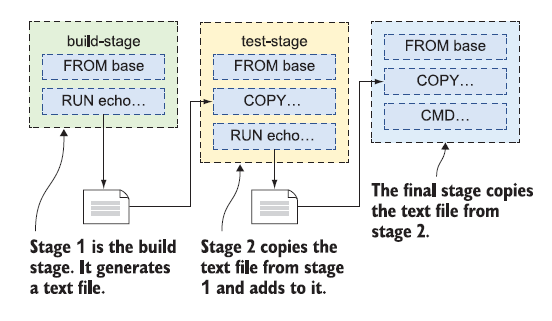 build-stage
FROM base
RUN echo...
test-stage
FROM base
COPY...
RUN echo...
FROM base
COPY...
CMD...
Stage 1 is the build
stage. It generates
a text file.
Stage 2 copies the
text file from stage
1 and adds to it.
The final stage copies
the text file from
stage 2.